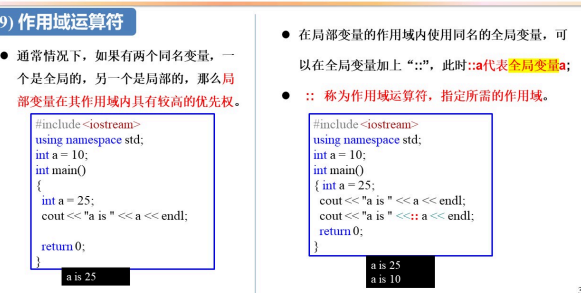 9) 作用域运算符
● 通常情况下，如果有两个同名变量，一
个是全局的，另一个是局部的，那么局
部变量在其作用域内具有较高的优先权。
#include <iostream>
using namespace std;
int a = 10;
int main()
{
int a = 25;
cout << "a is " << a << endl;
return 0;
}
a is 25
● 在局部变量的作用域内使用同名的全局变量，可
以在全局变量加上“::”，此时::a代表全局变量a；
● :: 称为作用域运算符，指定所需的作用域。
#include <iostream>
using namespace std;
int a = 10;
int main()
{ int a = 25;
cout << "a is " << a << endl;
cout << "a is " <<:: a << endl;
return 0;
}
a is 25
a is 10